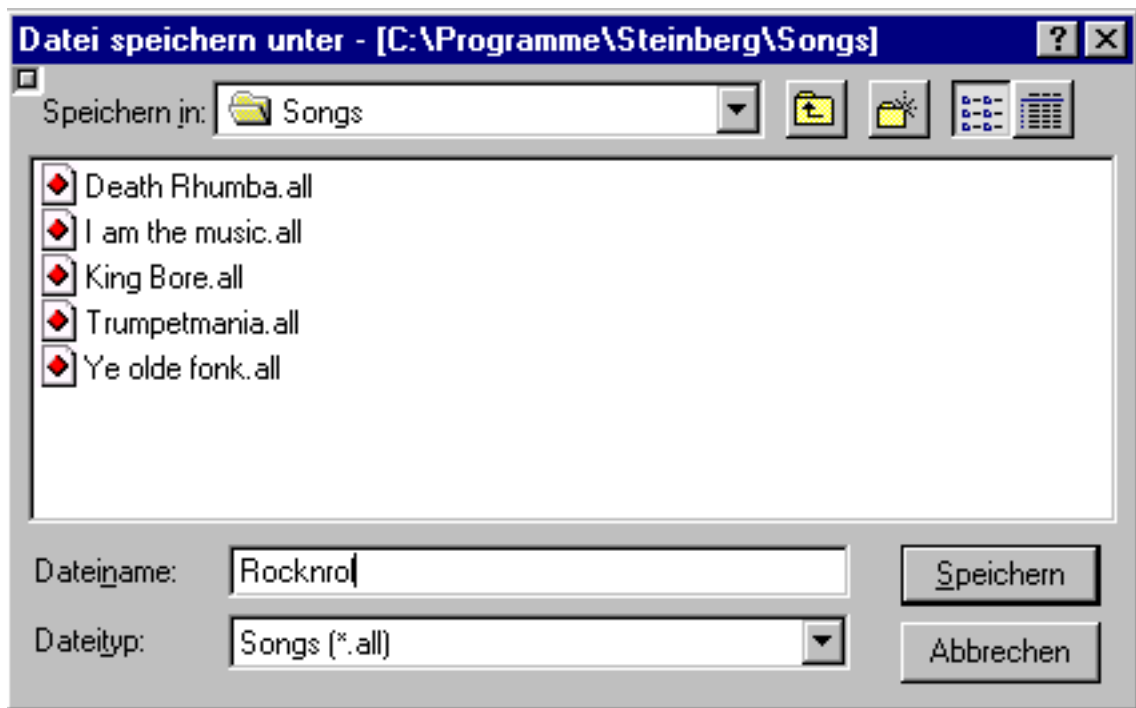 Datei speichern unter - [C:\Programme\Steinberg\Songs]
Speichern in: Songs
Death Rhumba.all
I am the music.all
King Bore.all
Trumpetmania.all
Ye olde fonk.all
Dateiname: Rocknrol Speichern
Dateityp: Songs (*.all) Abbrechen